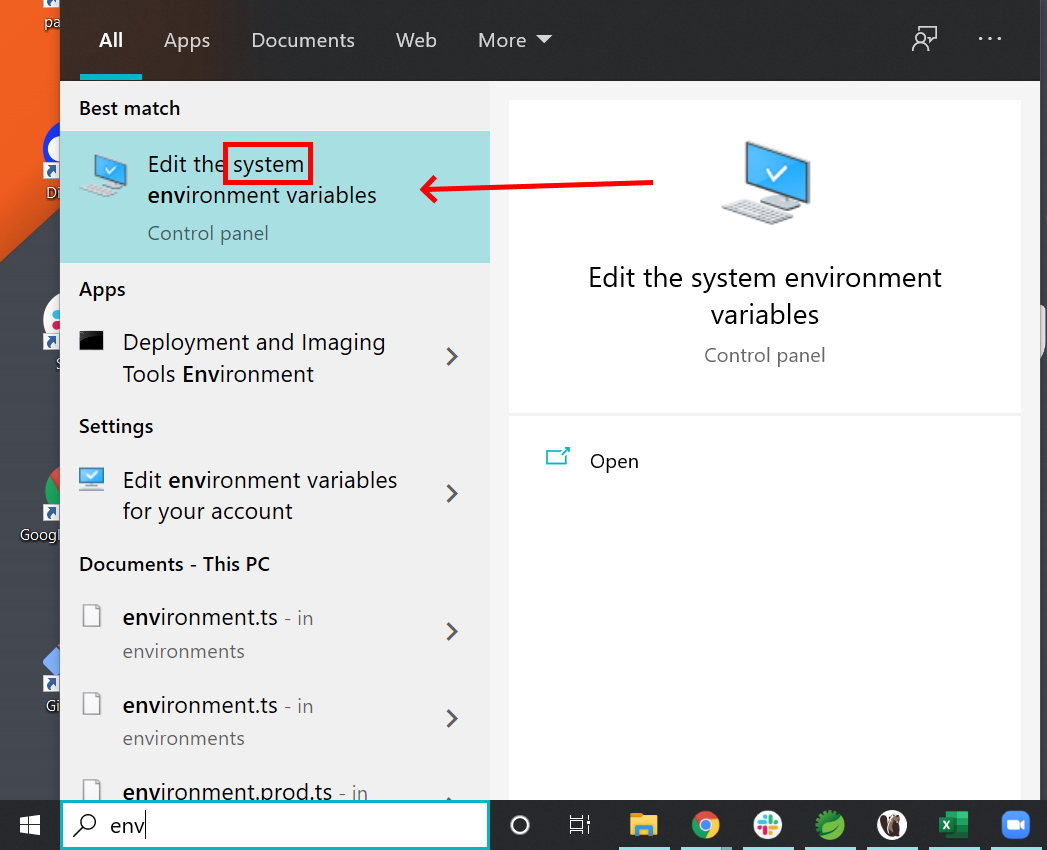 pa
All Apps Documents Web More
Best match
Edit the system
environment variables
Control panel
Apps
Deployment and Imaging
Tools Environment
Settings
Edit environment variables
for your account
Documents - This PC
environment.ts - in
environments
environment.ts - in
environments
environment.prod.ts - in
env
Edit the system environment
variables
Control panel
Open
Di
S
Googl
Gi